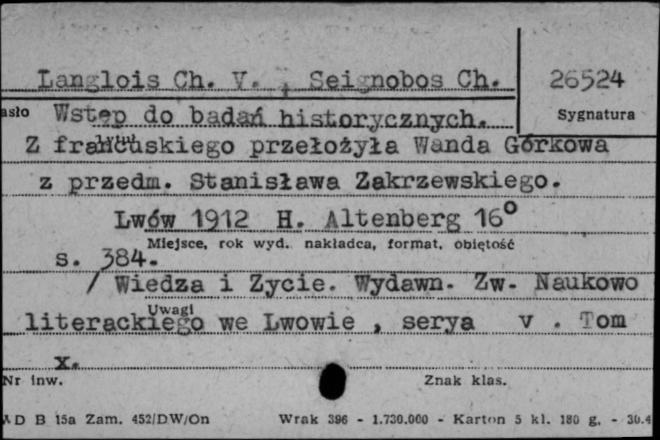 Langlois Ch. V. , Seignobos Ch.
26524
asło Wstęp do badań historycznych.
Sygnatura
Z francuskiego przełożyła Wanda Górkowa
z przedm. Stanisława Zakrzewskiego.
Lwów 1912 H. Altenberg 16°
Miejsce, rok wyd., nakładca, format, objętość
s. 384.
/ Wiedza i Zycie. Wydawn. Zw. Naukowo
Uwagi
literackiego we Lwowie , serya v . Tom
x.
Nr inw.
Znak klas.
D B 15a Zam. 452/DW/On Wrak 396 - 1.730.000 - Karton 5 kl. 180 g. - 30.4